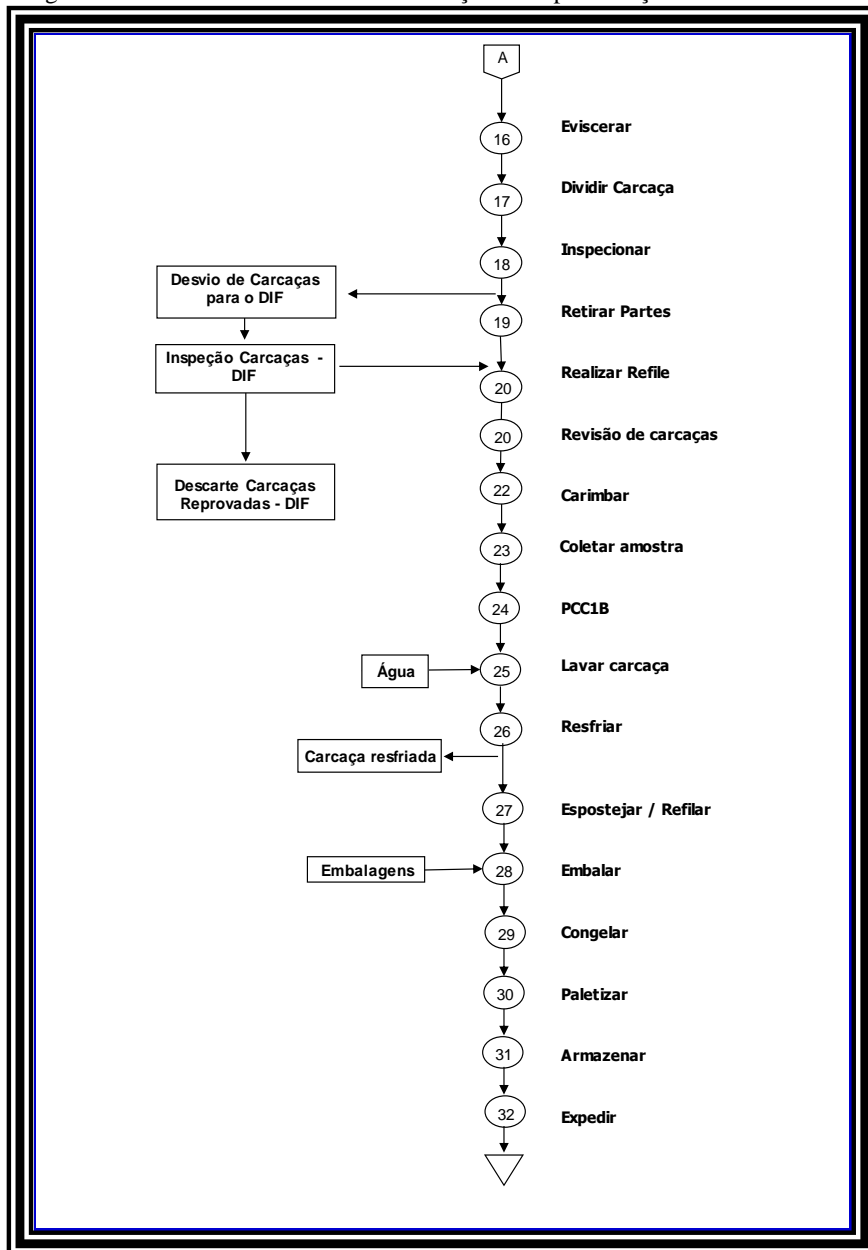 A
16 Eviscerar
17 Dividir Carcaça
18 Inspecionar
Desvio de Carcaças
para o DIF
19 Retirar Partes
Inspeção Carcaças -
DIF
20 Realizar Refile
20 Revisão de carcaças
Descarte Carcaças
Reprovadas - DIF
22 Carimbar
23 Coletar amostra
24 PCC1B
Água
25 Lavar carcaça
26 Resfriar
Carcaça resfriada
27 Espostejar / Refilar
Embalagens
28 Embalar
29 Congelar
30 Paletizar
31 Armazenar
32 Expedir